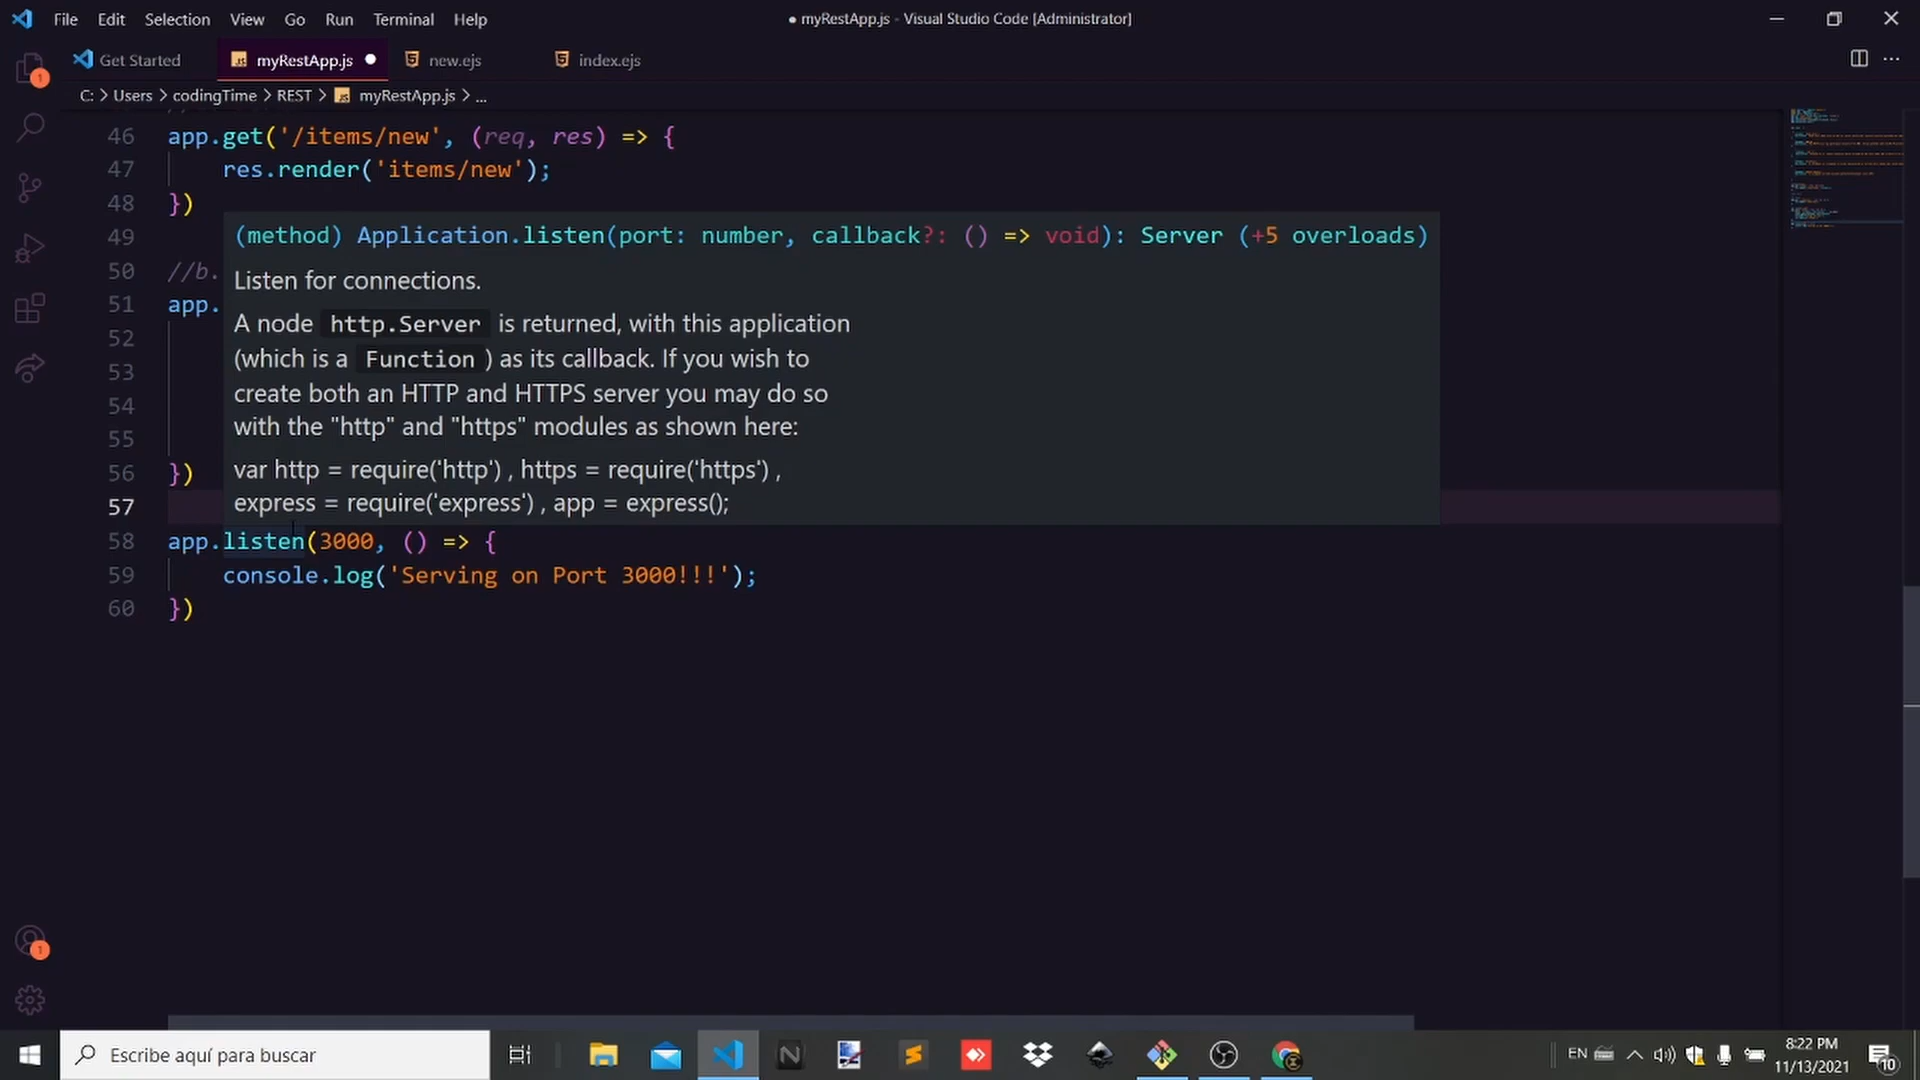 File Edit Selection View Go Run Terminal Help
● myRestApp.js - Visual Studio Code [Administrator]
Get Started
myRestApp.js ●
new.ejs
index.ejs
1
C: > Users > codingTime > REST > myRestApp.js > ...
46 app.get('/items/new', (req, res) => {
47 res.render('items/new');
48 })
49
(method) Application.listen(port: number, callback?: () => void): Server (+5 overloads)
50 //b.
Listen for connections.
51 app.
A node http.Server is returned, with this application
52
(which is a Function ) as its callback. If you wish to
53
create both an HTTP and HTTPS server you may do so
54
with the "http" and "https" modules as shown here:
55
56 })
var http = require('http') , https = require('https') ,
57
express = require('express') , app = express();
58 app.listen(3000, () => {
59 console.log('Serving on Port 3000!!!');
60 })
1
Escribe aquí para buscar
EN
8:22 PM
11/13/2021
10